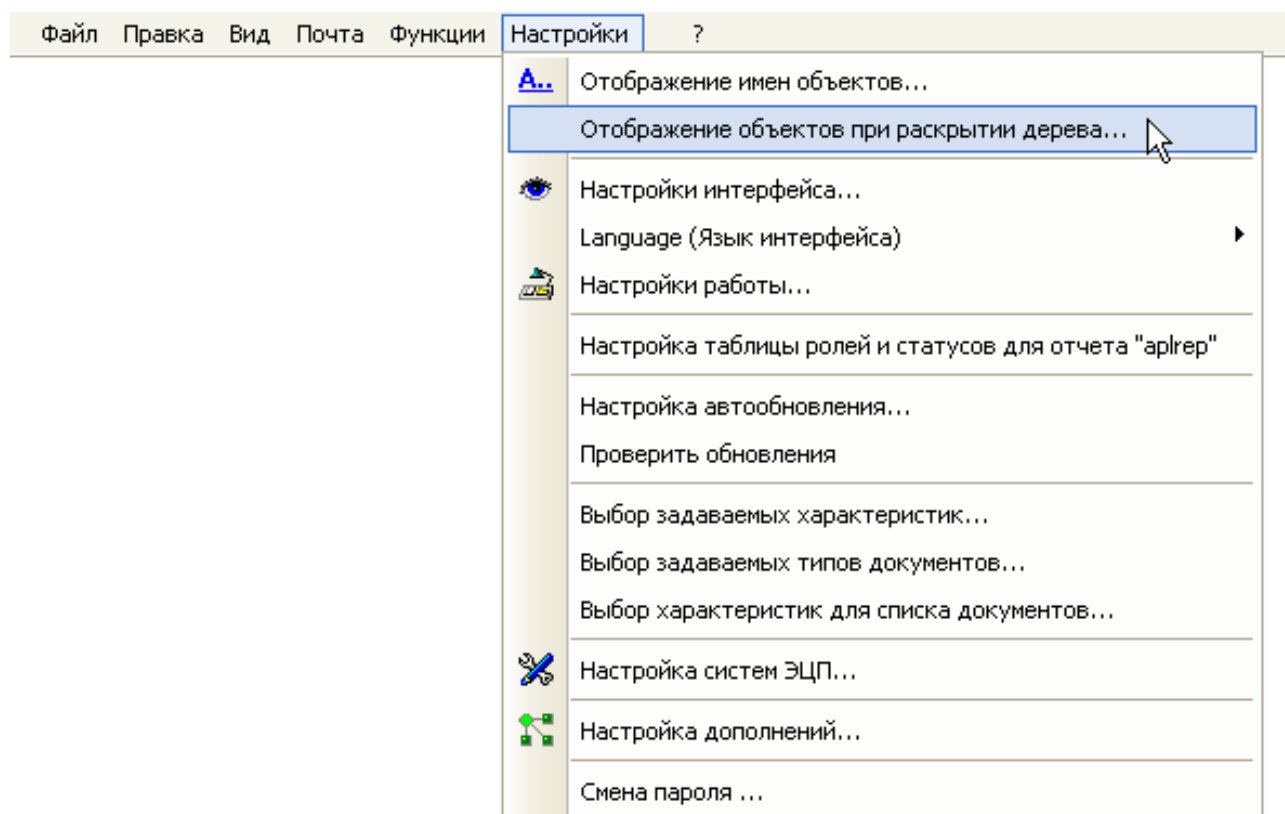 Файл Правка Вид Почта Функции Настройки ?
А..
Отображение имен объектов...
Отображение объектов при раскрытии дерева...
Настройки интерфейса...
Language (Язык интерфейса)
Настройки работы...
Настройка таблицы ролей и статусов для отчета "aplrep"
Настройка автообновления...
Проверить обновления
Выбор задаваемых характеристик...
Выбор задаваемых типов документов...
Выбор характеристик для списка документов...
Настройка систем ЭЦП...
Настройка дополнений...
Смена пароля ...